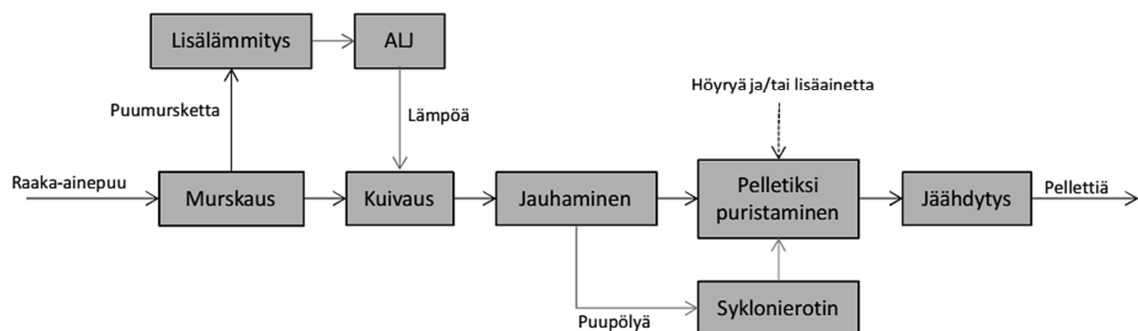 Lisälämmitys
ALJ
Höyryä ja/tai lisäainetta
Puumursketta
Lämpöä
Raaka-ainepuu
Murskaus
Kuivaus
Jauhaminen
Pelletiksi
puristaminen
Jäähdytys
Pellettiä
Puupölyä
Syklonierotin